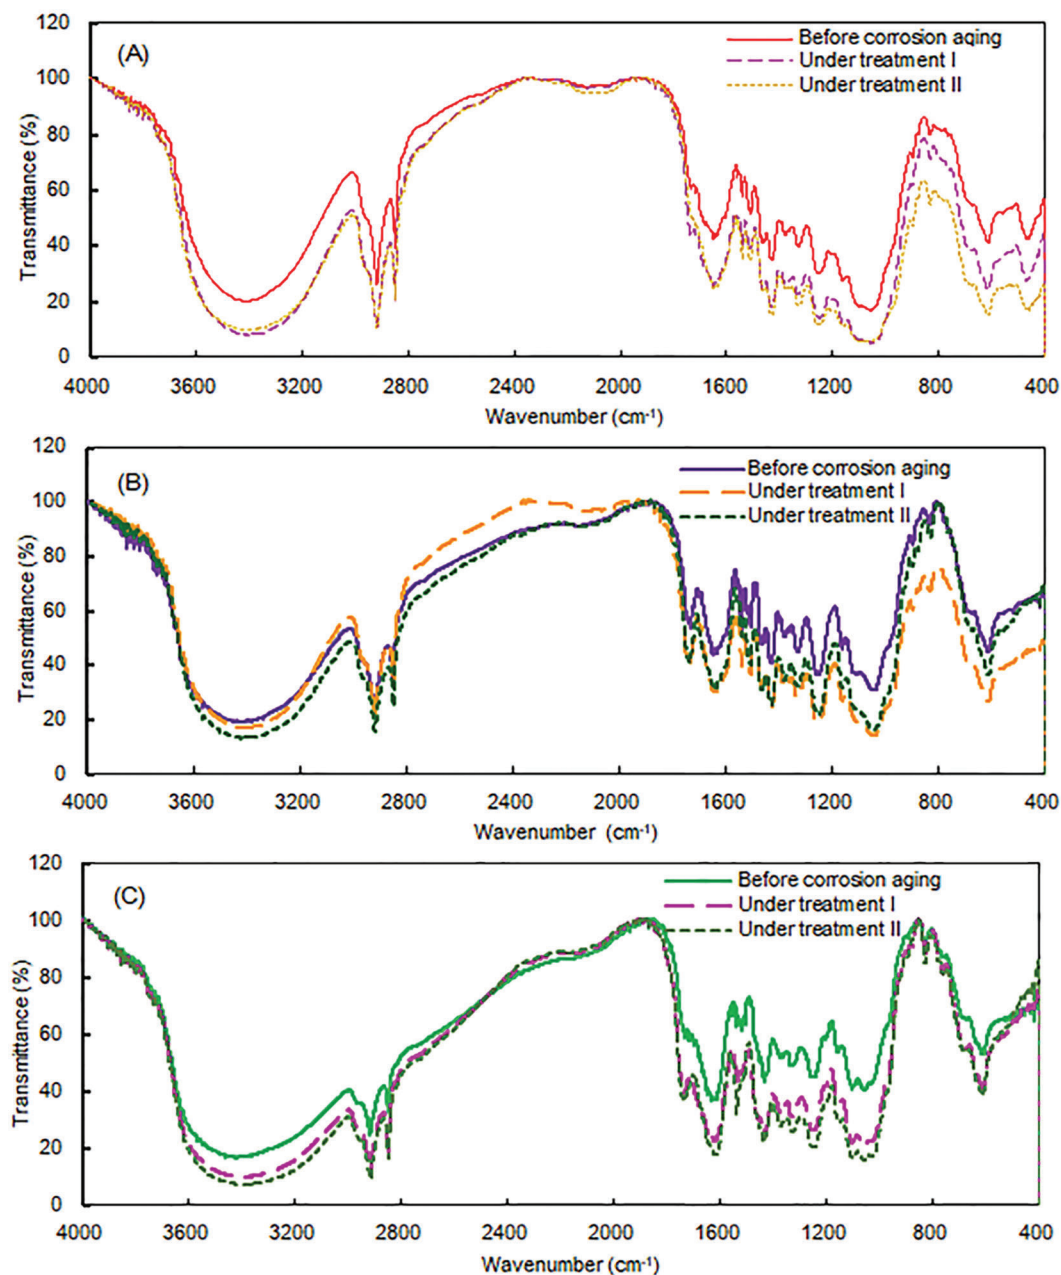 (A)
Before corrosion aging
Under treatment I
Under treatment II
Transmittance (%)
120
100
80
60
40
20
0
4000 3600 3200 2800 2400 2000 1600 1200 800 400
Wavenumber (cm⁻¹)
(B)
Before corrosion aging
Under treatment I
Under treatment II
Transmittance (%)
120
100
80
60
40
20
0
4000 3600 3200 2800 2400 2000 1600 1200 800 400
Wavenumber (cm⁻¹)
(C)
Before corrosion aging
Under treatment I
Under treatment II
Transmittance (%)
120
100
80
60
40
20
0
4000 3600 3200 2800 2400 2000 1600 1200 800 400
Wavenumber (cm⁻¹)